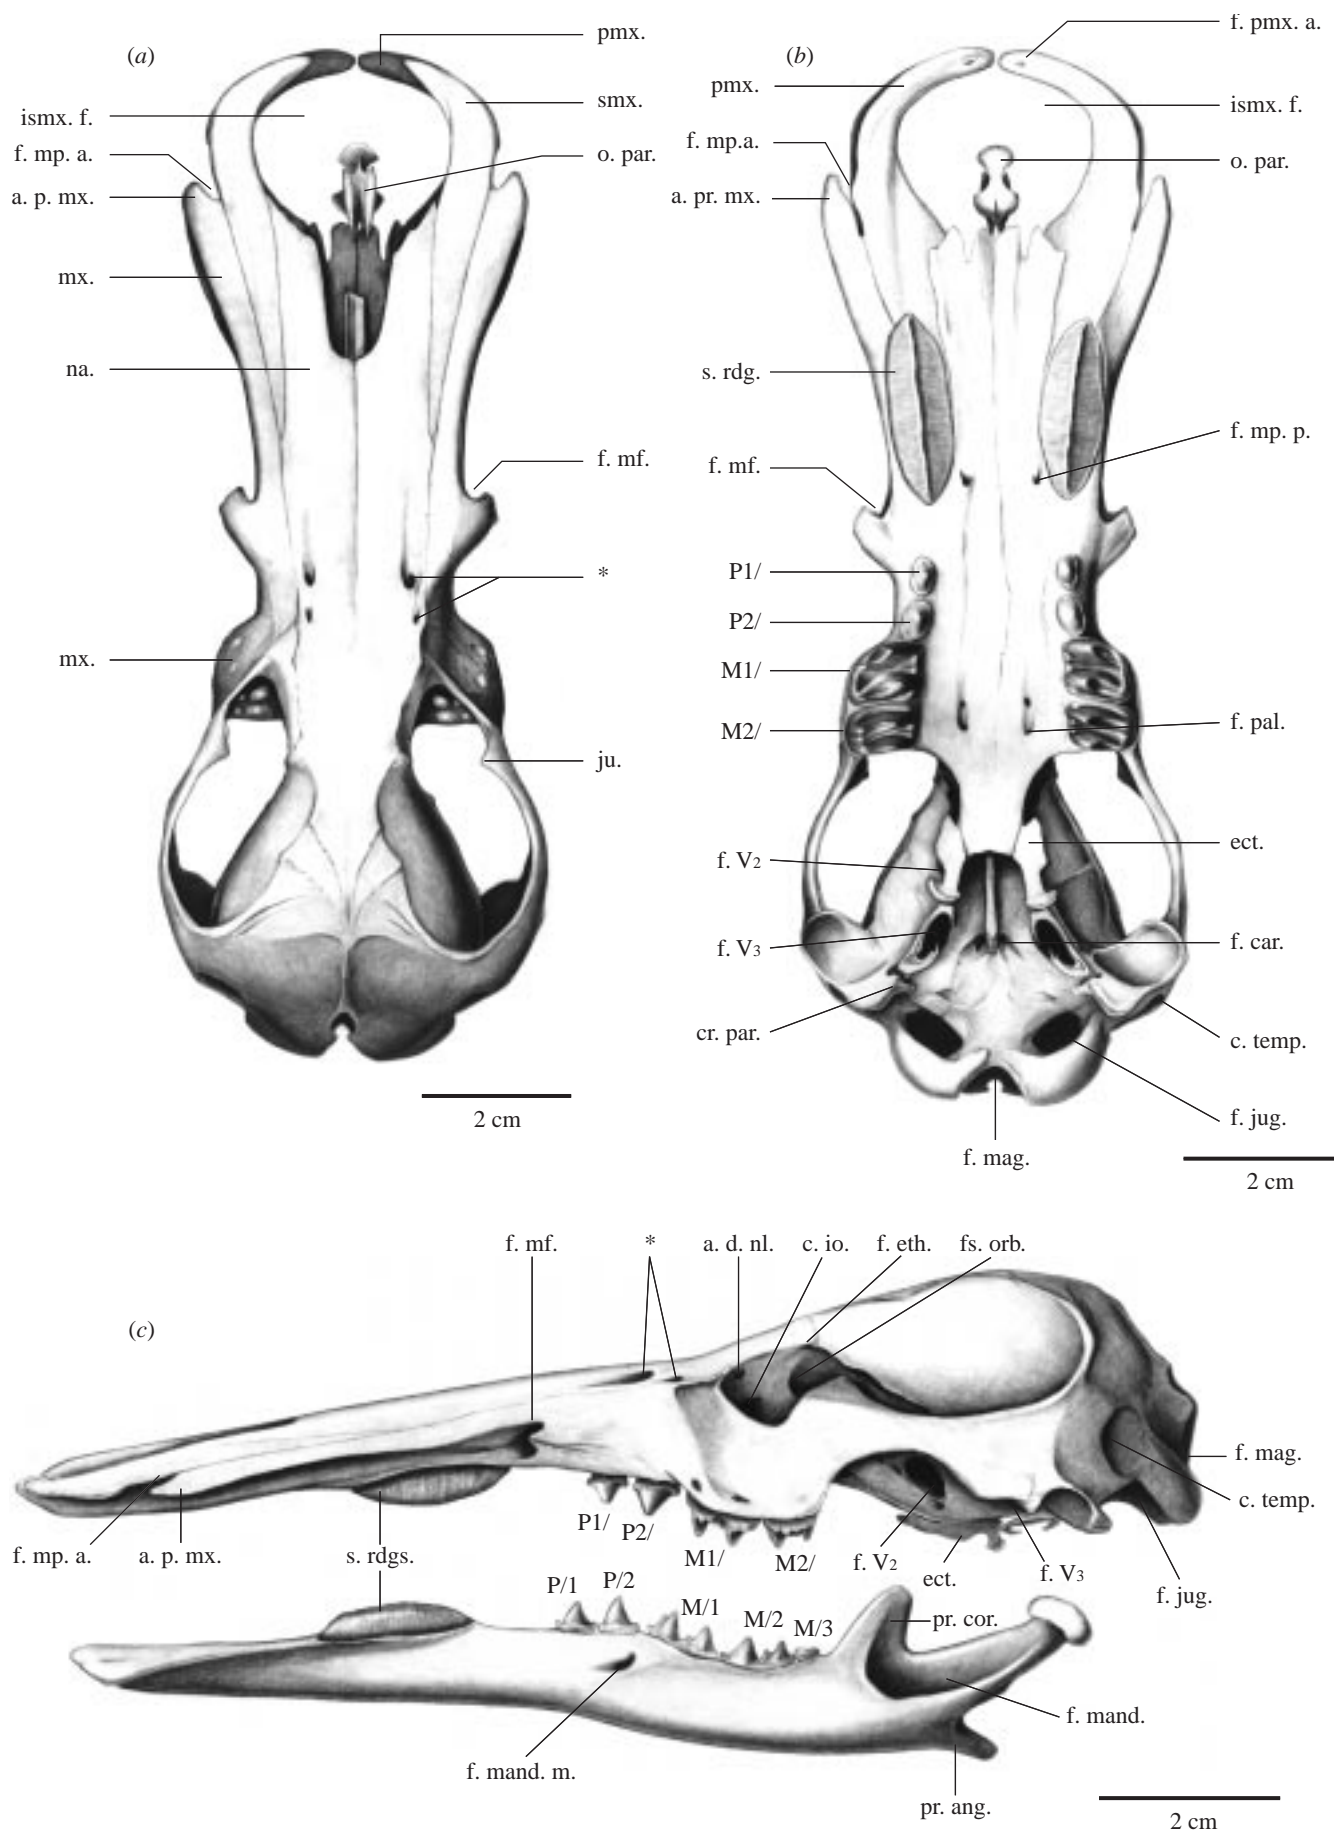 (a)
pmx.
smx.
ismx. f.
f. mp. a.
o. par.
a. p. mx.
mx.
na.
f. mf.
*
mx.
ju.
2 cm
(b)
f. pmx. a.
pmx.
ismx. f.
f. mp.a.
o. par.
a. pr. mx.
s. rdg.
f. mp. p.
f. mf.
P1/
P2/
M1/
M2/
f. pal.
ect.
f. V2
f. V3
f. car.
cr. par.
c. temp.
f. jug.
f. mag.
2 cm
(c)
f. mf.
*
a. d. nl.
c. io.
f. eth.
fs. orb.
f. mag.
c. temp.
f. mp. a.
a. p. mx.
s. rdgs.
P1/
P2/
M1/
M2/
f. V2
ect.
f. V3
f. jug.
P/1
P/2
M/1
M/2
M/3
pr. cor.
f. mand.
f. mand. m.
pr. ang.
2 cm